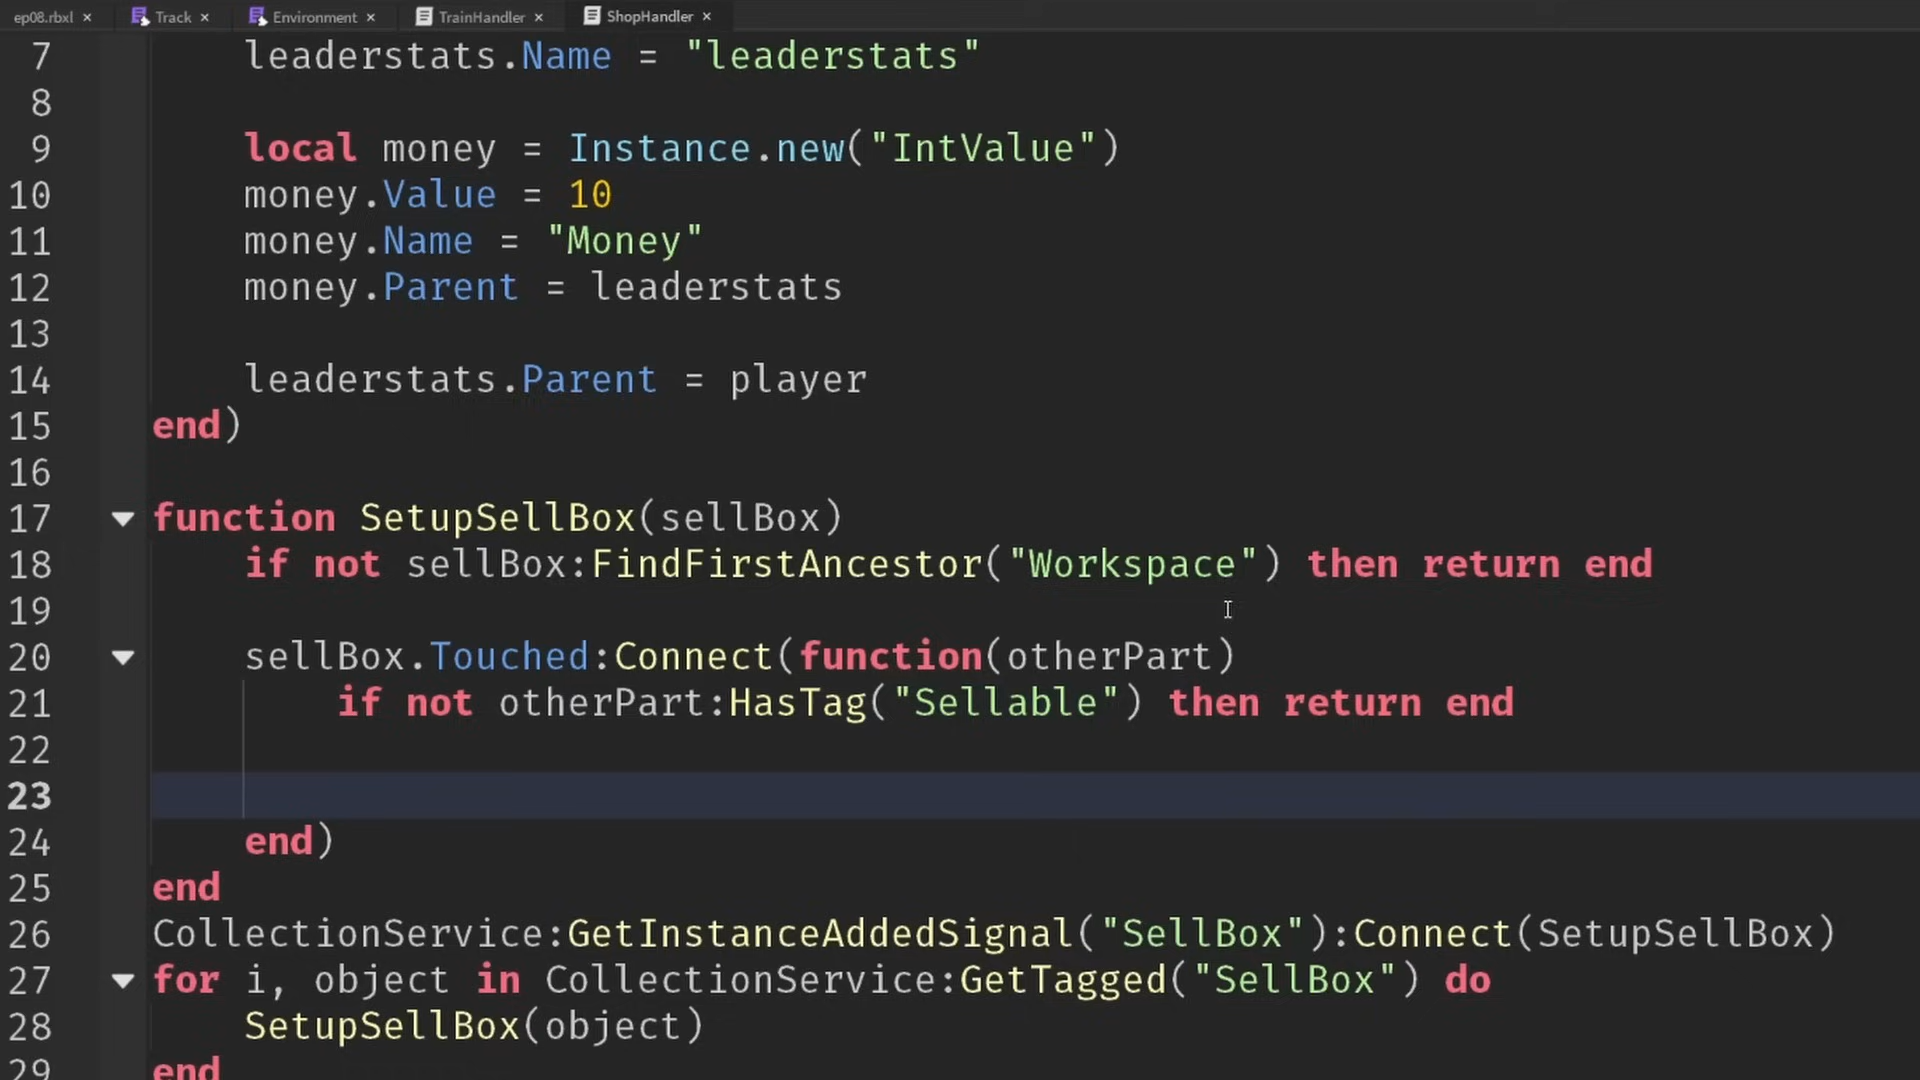 ep08.rbxl × Track × Environment × TrainHandler × ShopHandler ×
7 leaderstats.Name = "leaderstats"
8
9 local money = Instance.new("IntValue")
10 money.Value = 10
11 money.Name = "Money"
12 money.Parent = leaderstats
13
14 leaderstats.Parent = player
15 end)
16
17 function SetupSellBox(sellBox)
18 if not sellBox:FindFirstAncestor("Workspace") then return end
19
20 sellBox.Touched:Connect(function(otherPart)
21 if not otherPart:HasTag("Sellable") then return end
22
23
24 end)
25 end
26 CollectionService:GetInstanceAddedSignal("SellBox"):Connect(SetupSellBox)
27 for i, object in CollectionService:GetTagged("SellBox") do
28 SetupSellBox(object)
29 end